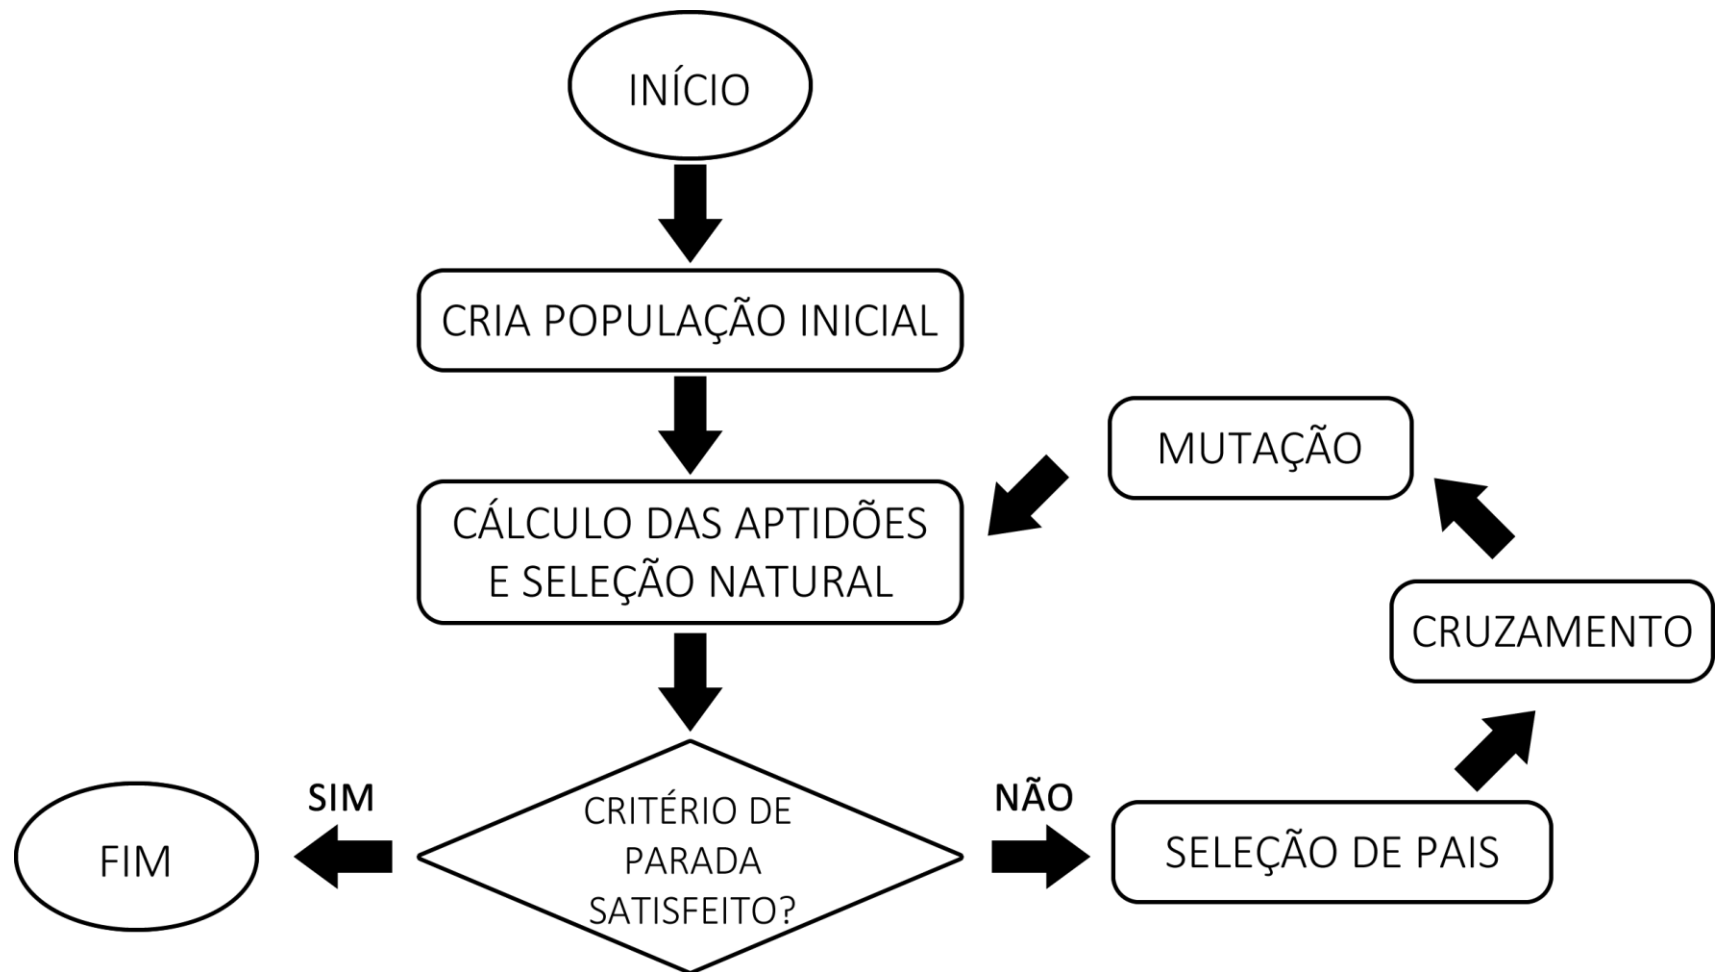 INÍCIO
CRIA POPULAÇÃO INICIAL
MUTAÇÃO
CÁLCULO DAS APTIDÕES
E SELEÇÃO NATURAL
CRUZAMENTO
SIM
NÃO
CRITÉRIO DE
PARADA
SATISFEITO?
FIM
SELEÇÃO DE PAIS